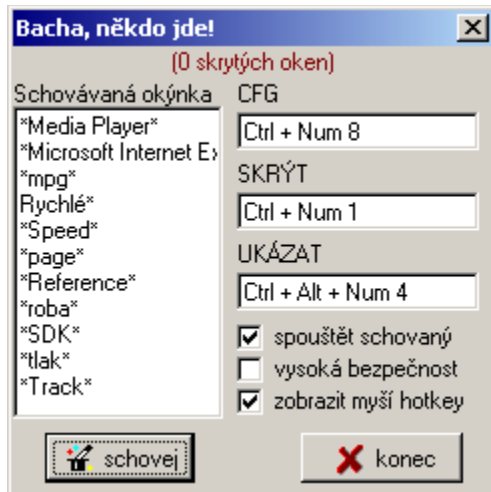 Bacha, někdo jde!
(0 skrytých oken)
Schovávaná okýnka
*Media Player*
*Microsoft Internet Ex
*mpg*
Rychlé*
*Speed*
*page*
*Reference*
*roba*
*SDK*
*tlak*
*Track*
CFG
Ctrl + Num 8
SKRÝT
Ctrl + Num 1
UKÁZAT
Ctrl + Alt + Num 4
spouštět schovaný
vysoká bezpečnost
zobrazit myší hotkey
schovej
konec